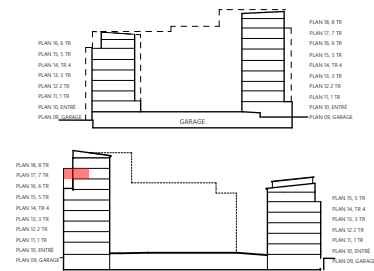 PLAN 18, 8 TR
PLAN 17, 7 TR
PLAN 16, 6 TR
PLAN 15, 5 TR
PLAN 14, TR 4
PLAN 13, 3 TR
PLAN 12 2 TR
PLAN 11, 1 TR
PLAN 10, ENTRÉ
PLAN 09, GARAGE
PLAN 16, 6 TR
PLAN 15, 5 TR
PLAN 14, TR 4
PLAN 13, 3 TR
PLAN 12 2 TR
PLAN 11, 1 TR
PLAN 10, ENTRÉ
PLAN 09, GARAGE
GARAGE
PLAN 18, 8 TR
PLAN 17, 7 TR
PLAN 16, 6 TR
PLAN 15, 5 TR
PLAN 14, TR 4
PLAN 13, 3 TR
PLAN 12 2 TR
PLAN 11, 1 TR
PLAN 10, ENTRÉ
PLAN 09, GARAGE
PLAN 15, 5 TR
PLAN 14, TR 4
PLAN 13, 3 TR
PLAN 12 2 TR
PLAN 11, 1 TR
PLAN 10, ENTRÉ
PLAN 09, GARAGE